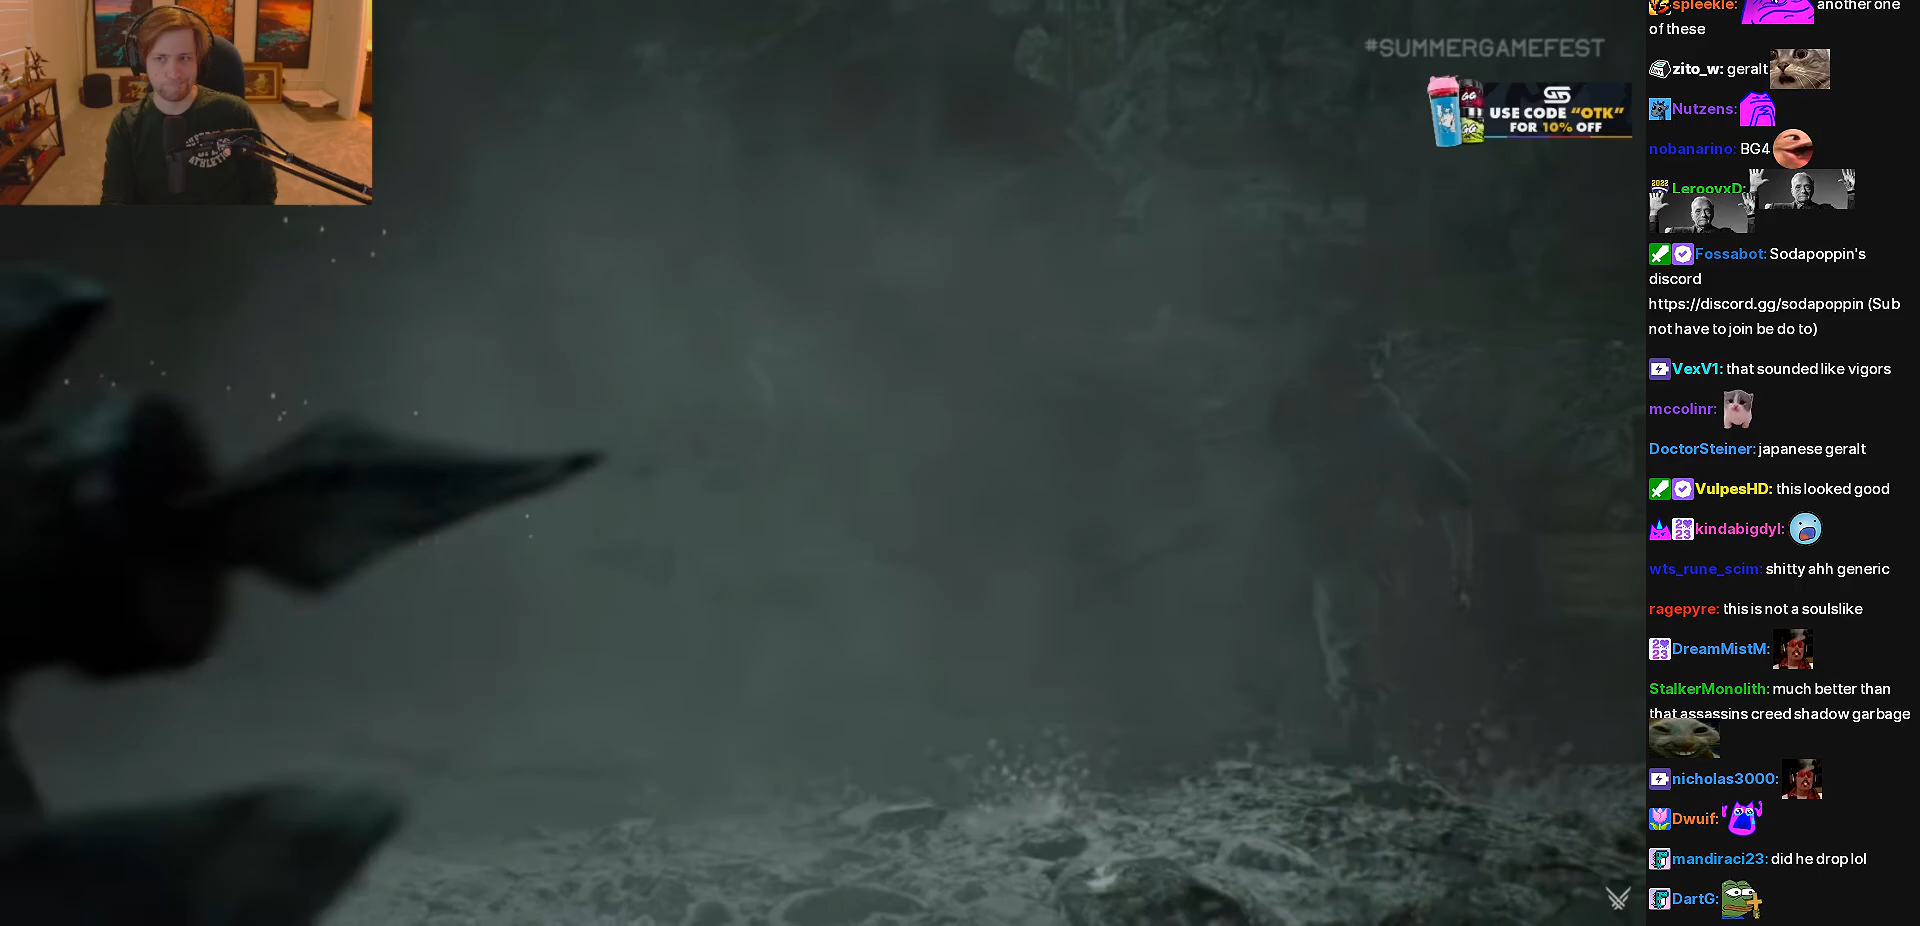 #SUMMERGAMEFEST
GG
USE CODE "OTK"
FOR 10% OFF
spleekle: another one
of these
zito_w: geralt
Nutzens:
nobanarino: BG4
LeroovxD:
Fossabot: Sodapoppin's
discord
https://discord.gg/sodapoppin (Sub
not have to join be do to)
VexV1: that sounded like vigors
mccolinr:
DoctorSteiner: japanese geralt
VulpesHD: this looked good
kindabigdyl:
wts_rune_scim: shitty ahh generic
ragepyre: this is not a soulslike
DreamMistM:
StalkerMonolith: much better than
that assassins creed shadow garbage
nicholas3000:
Dwuif:
mandiraci23: did he drop lol
DartG: